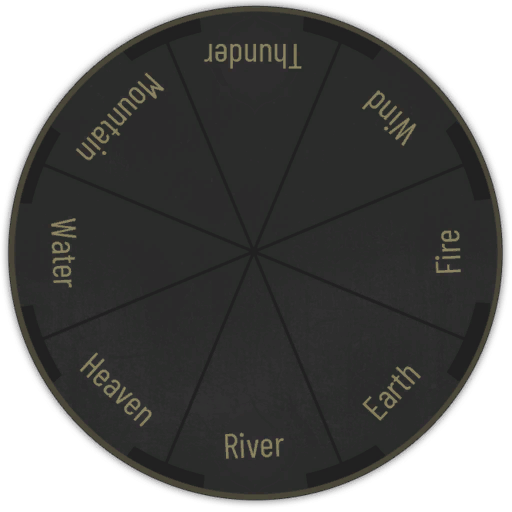 Thunder
Wind
Fire
Earth
River
Heaven
Water
Mountain